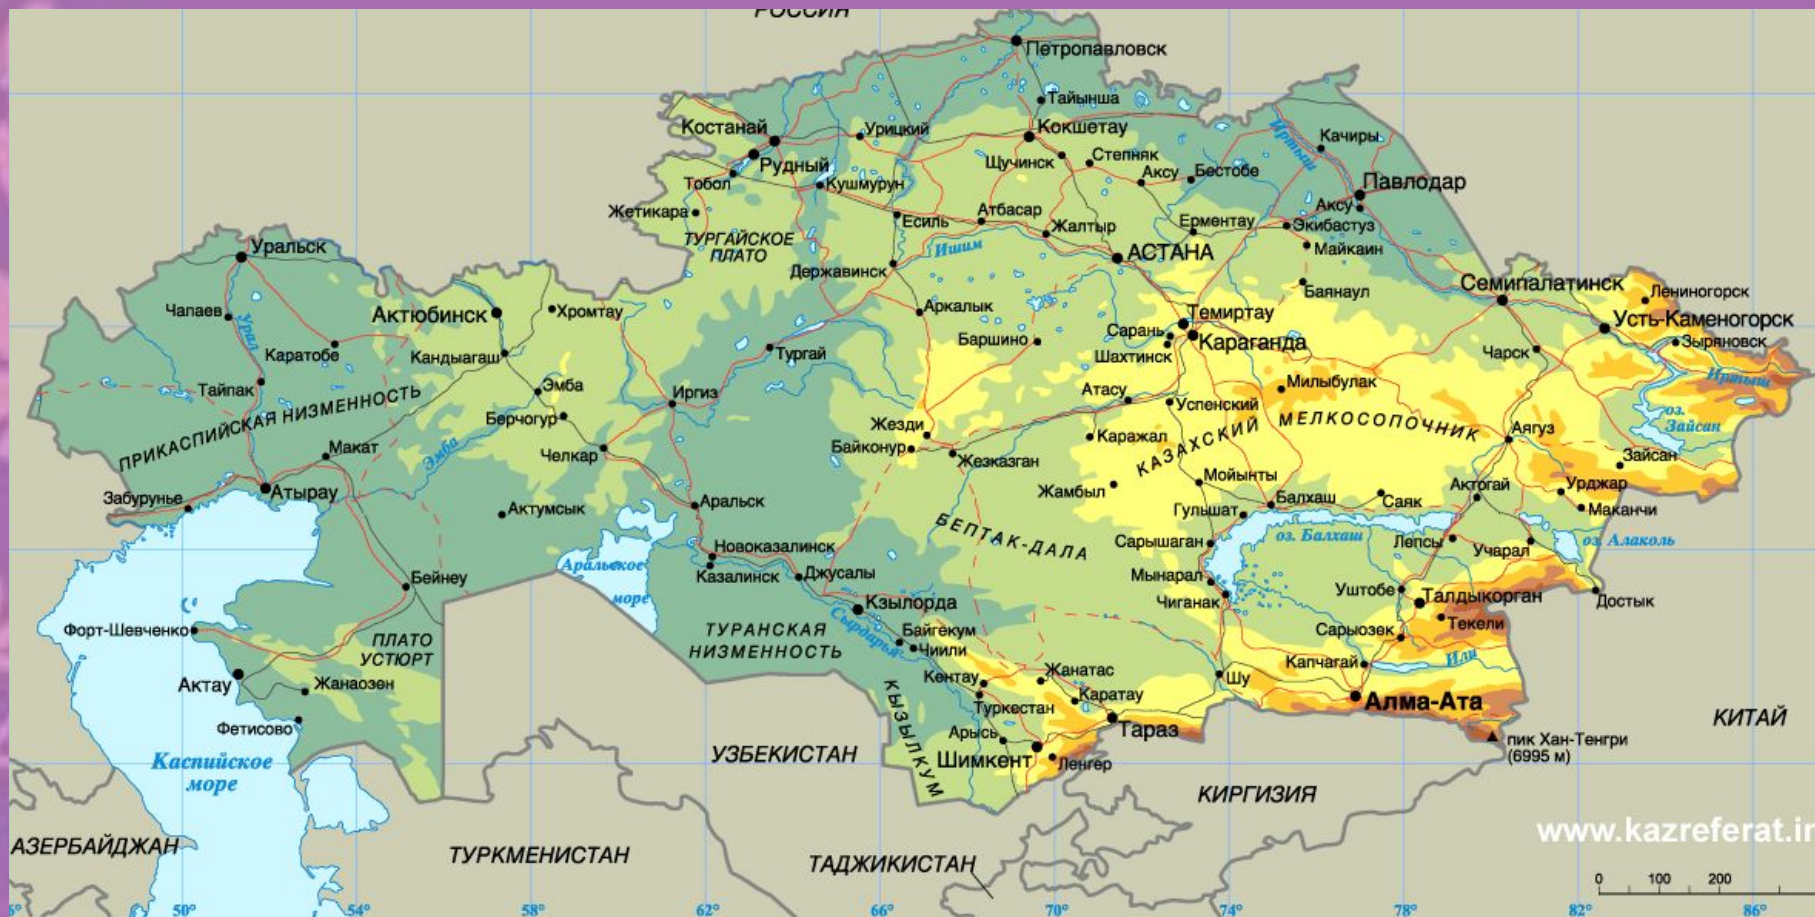 РОССИЯ
Петропавловск
Тайынша
Костанай
Урицкий
Кокшетау
Иртыш
Качиры
Рудный
Щучинск
Степняк
Тобол
Кушмурун
Аксу
Бестобе
Павлодар
Жетикара
Есиль
Атбасар
Аксу
Жалтыр
Ерментау
Экибастуз
ТУРГАЙСКОЕ
ПЛАТО
Ишим
Майкаин
Уральск
Державинск
АСТАНА
Семипалатинск
Баянаул
Лениногорск
Чапаев
Урал
Актюбинск
Хромтау
Аркалык
Темиртау
Усть-Каменогорск
Сарань
Баршино
Караганда
Зыряновск
Каратобе
Кандыагаш
Тургай
Шахтинск
Чарск
Тайпак
Эмба
Иргиз
Атасу
Милыбулак
Иртыш
ПРИКАСПИЙСКАЯ НИЗМЕННОСТЬ
Берчогур
Успенский
оз.
Зайсан
Жезди
КАЗАХСКИЙ МЕЛКОСОПОЧНИК
Аягуз
Макат
Эмба
Челкар
Байконур
Каражал
Жезказган
Зайсан
Забурунье
Атырау
Мойынты
Жамбыл
Актогай
Урджар
Актумсык
Аральск
Балхаш
Саяк
Гульшат
Маканчи
БЕПТАК-ДАЛА
Сарышаган
оз. Балхаш
Лепсы
Учарал
оз. Алаколь
Новоказалинск
Аральское
море
Казалинск
Джусалы
Бейнеу
Мынарал
Уштобе
Чиганак
Талдыкорган
Достык
Кзылорда
Сырдарья
Форт-Шевченко
ПЛАТО
УСТЮРТ
ТУРАНСКАЯ
НИЗМЕННОСТЬ
Байгекум
Чиили
Сарыозек
Текели
Капчагай
Или
Актау
Жанаозен
Кентау
Жанатас
Шу
Каратау
Туркестан
Алма-Ата
КЫЗЫЛКУМ
Фетисово
Арысь
Тараз
КИТАЙ
пик Хан-Тенгри
(6995 м)
Каспийское
море
УЗБЕКИСТАН
Шимкент
Ленгер
КИРГИЗИЯ
www.kazreferat.in
АЗЕРБАЙДЖАН
ТУРКМЕНИСТАН
ТАДЖИКИСТАН
0 100 200
6° 50° 54° 58° 62° 66° 70° 74° 78° 82° 86°